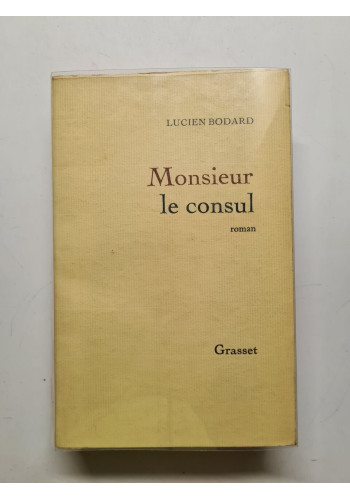 LUCIEN BODARD
Monsieur
le consul
roman
Grasset